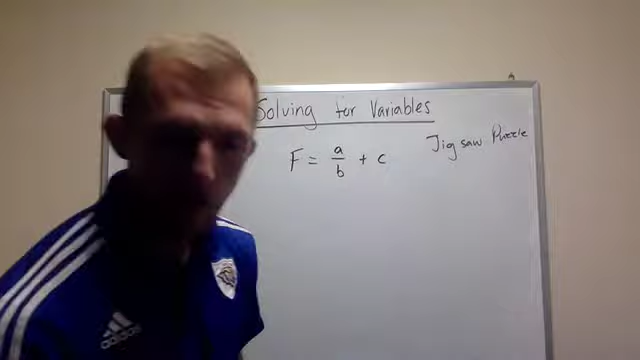 Solving for Variables
Jigsaw Puzzle
F = a/b + c
adidas